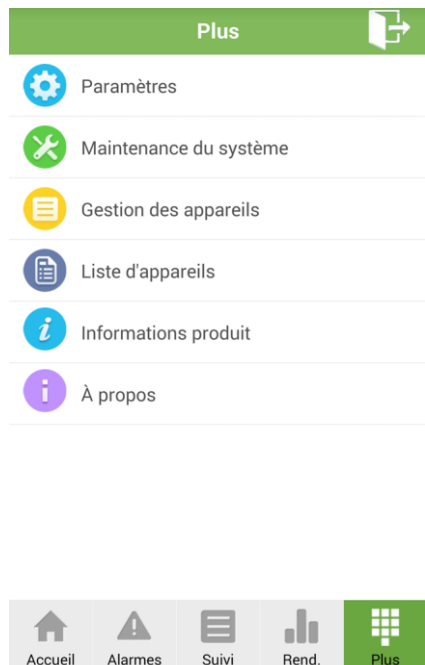 Plus
Paramètres
Maintenance du système
Gestion des appareils
Liste d'appareils
Informations produit
À propos
Accueil Alarmes Suivi Rend. Plus